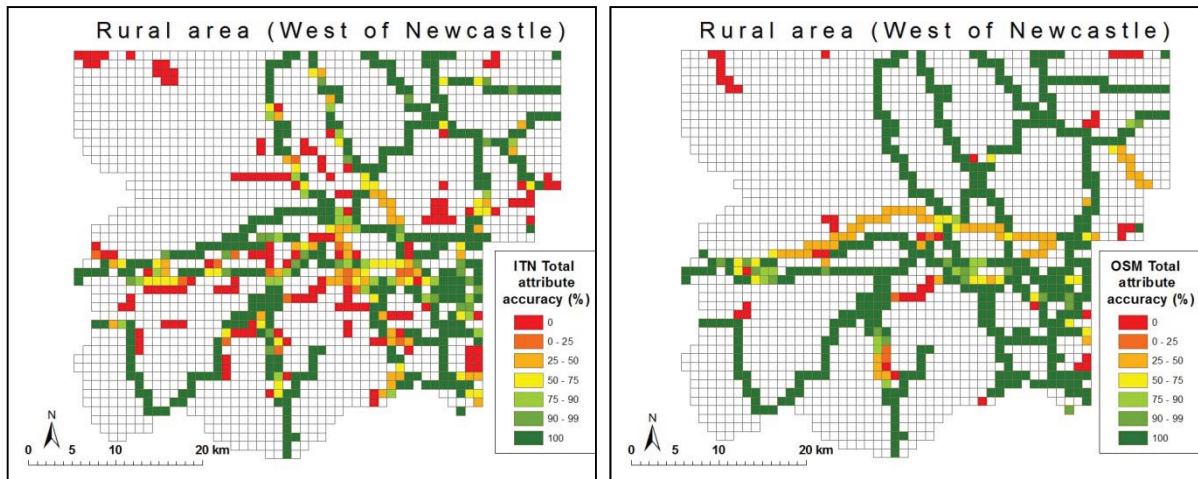 Rural area (West of Newcastle)
ITN Total
attribute
accuracy (%)
0
0 - 25
25 - 50
50 - 75
75 - 90
90 - 99
100
N
0 5 10 20 km
Rural area (West of Newcastle)
OSM Total
attribute
accuracy (%)
0
0 - 25
25 - 50
50 - 75
75 - 90
90 - 99
100
N
0 5 10 20 km